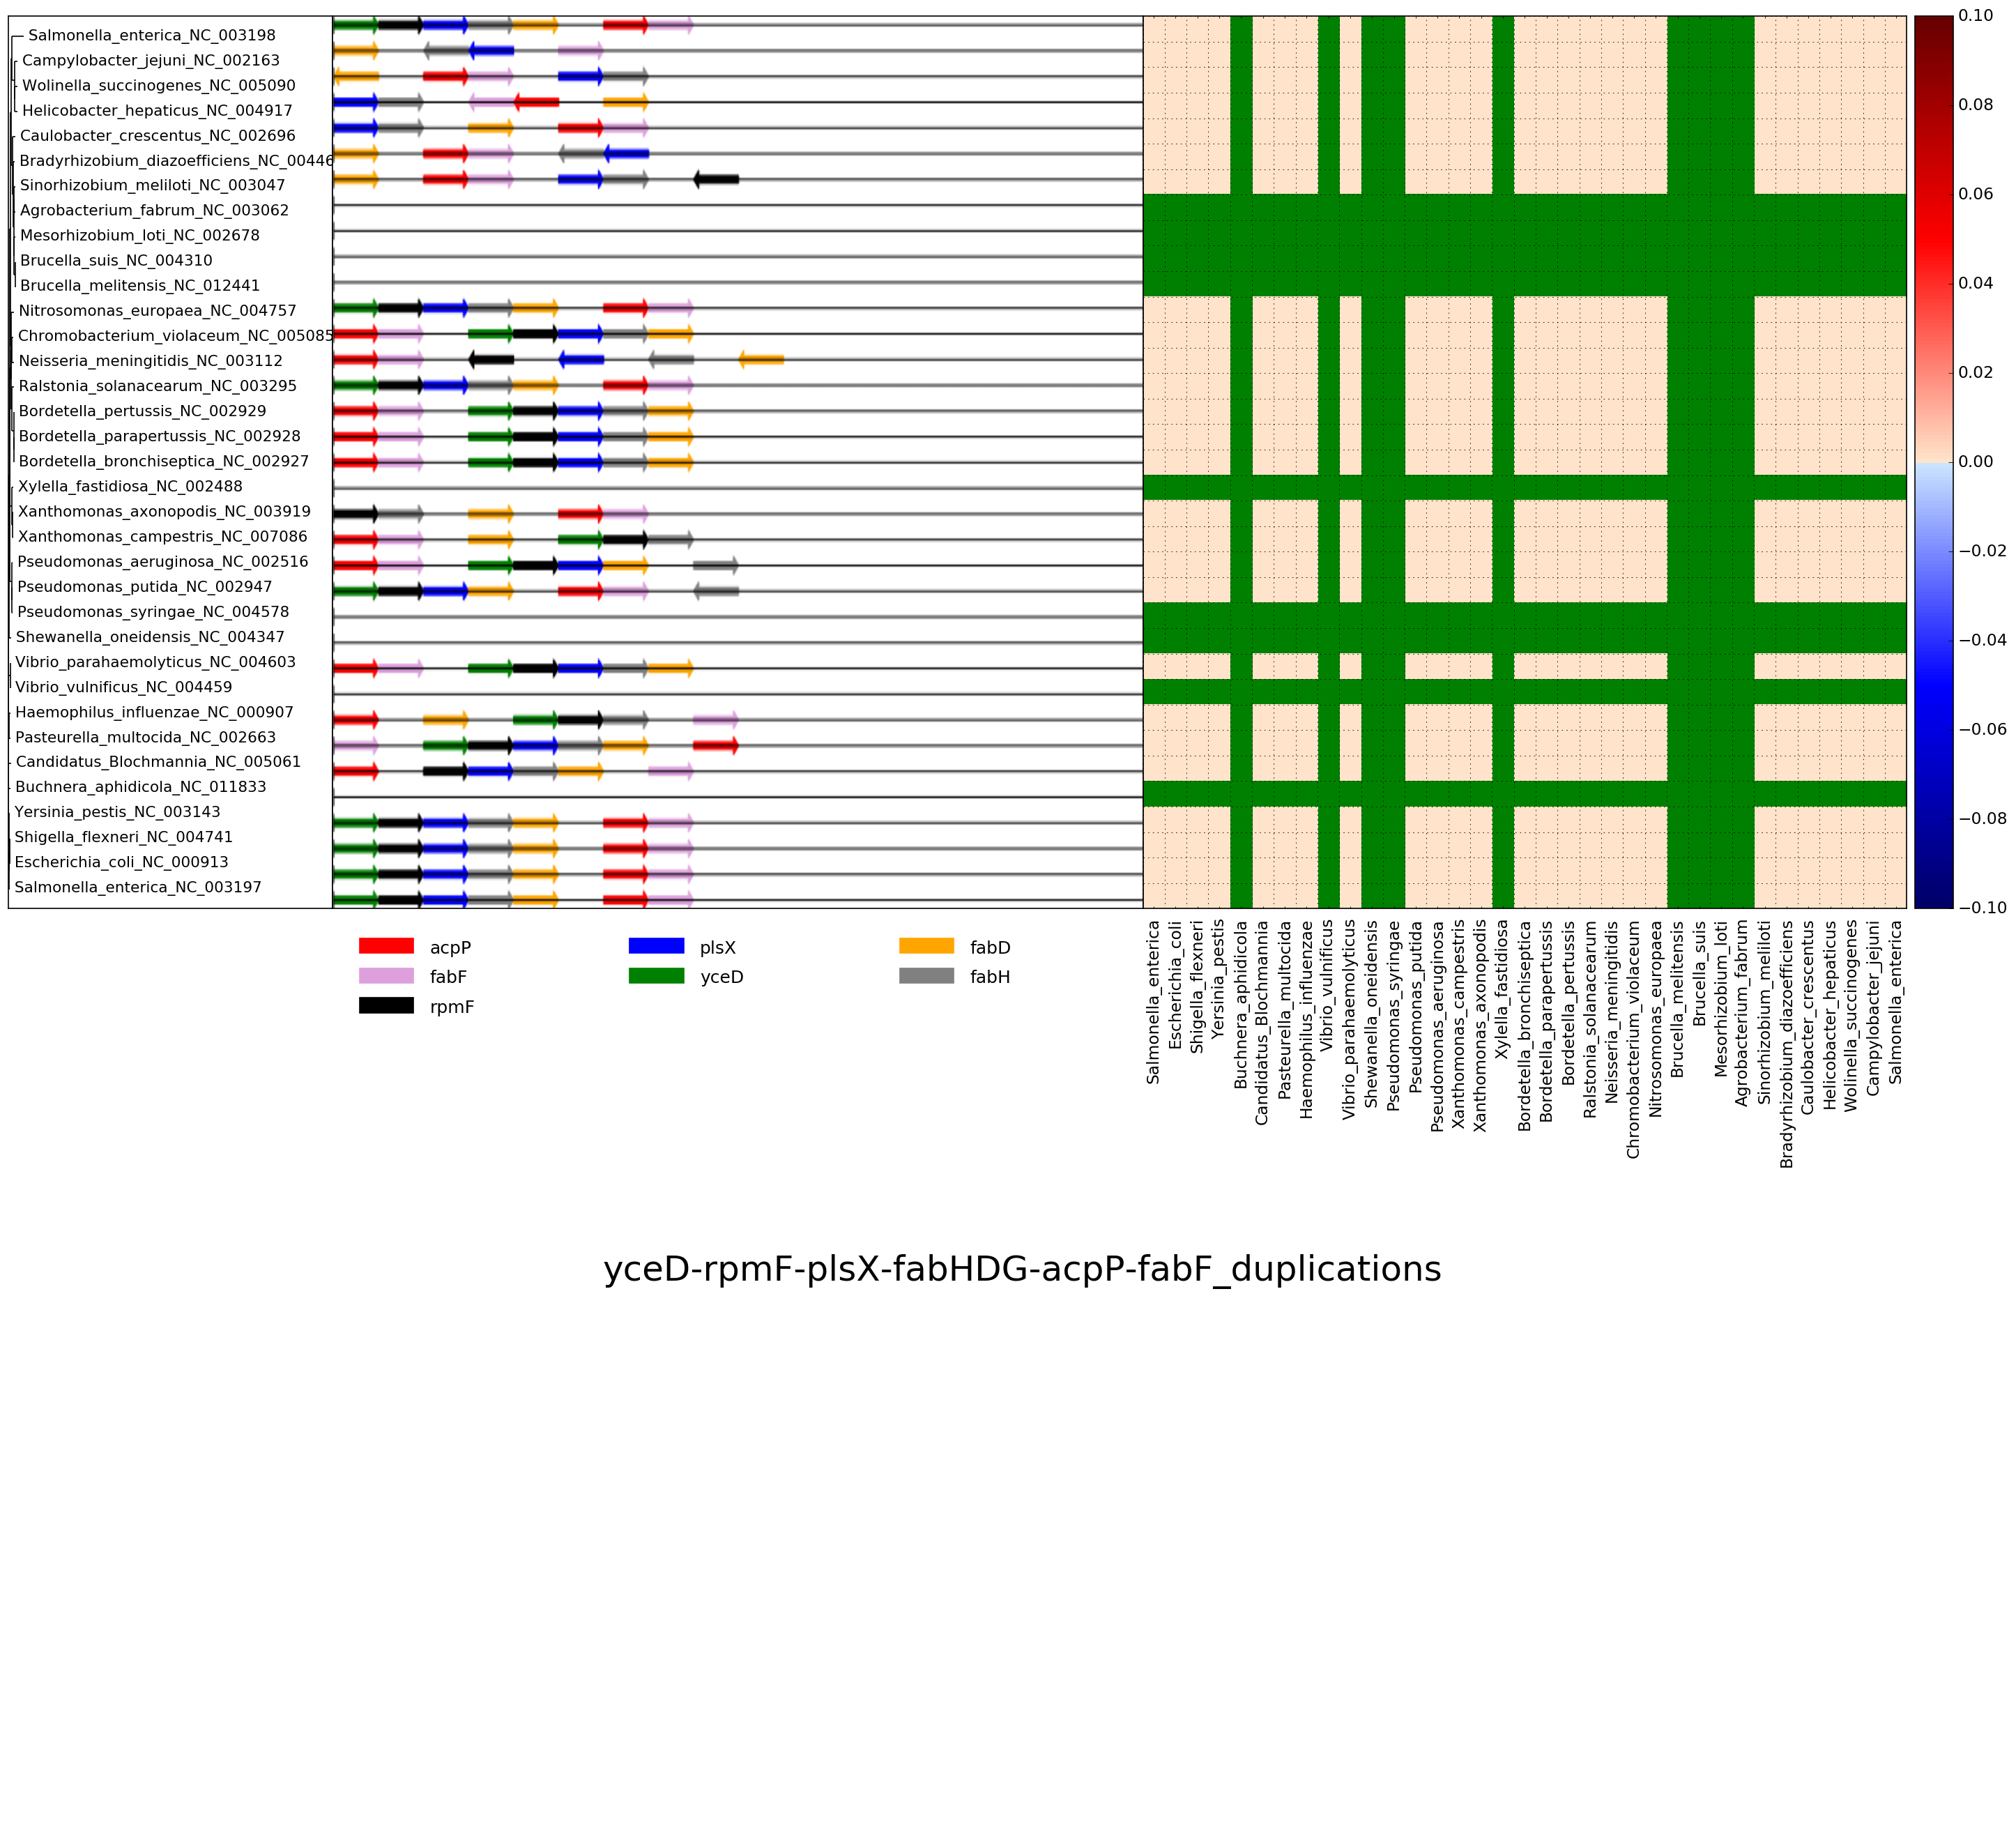 Salmonella_enterica_NC_003198
Campylobacter_jejuni_NC_002163
Wolinella_succinogenes_NC_005090
Helicobacter_hepaticus_NC_004917
Caulobacter_crescentus_NC_002696
Bradyrhizobium_diazoefficiens_NC_00446
Sinorhizobium_meliloti_NC_003047
Agrobacterium_fabrum_NC_003062
Mesorhizobium_loti_NC_002678
Brucella_suis_NC_004310
Brucella_melitensis_NC_012441
Nitrosomonas_europaea_NC_004757
Chromobacterium_violaceum_NC_005085
Neisseria_meningitidis_NC_003112
Ralstonia_solanacearum_NC_003295
Bordetella_pertussis_NC_002929
Bordetella_parapertussis_NC_002928
Bordetella_bronchiseptica_NC_002927
Xylella_fastidiosa_NC_002488
Xanthomonas_axonopodis_NC_003919
Xanthomonas_campestris_NC_007086
Pseudomonas_aeruginosa_NC_002516
Pseudomonas_putida_NC_002947
Pseudomonas_syringae_NC_004578
Shewanella_oneidensis_NC_004347
Vibrio_parahaemolyticus_NC_004603
Vibrio_vulnificus_NC_004459
Haemophilus_influenzae_NC_000907
Pasteurella_multocida_NC_002663
Candidatus_Blochmannia_NC_005061
Buchnera_aphidicola_NC_011833
Yersinia_pestis_NC_003143
Shigella_flexneri_NC_004741
Escherichia_coli_NC_000913
Salmonella_enterica_NC_003197
0.10
0.08
0.06
0.04
0.02
0.00
−0.02
−0.04
−0.06
−0.08
−0.10
Salmonella_enterica
Escherichia_coli
Shigella_flexneri
Yersinia_pestis
Buchnera_aphidicola
Candidatus_Blochmannia
Pasteurella_multocida
Haemophilus_influenzae
Vibrio_vulnificus
Vibrio_parahaemolyticus
Shewanella_oneidensis
Pseudomonas_syringae
Pseudomonas_putida
Pseudomonas_aeruginosa
Xanthomonas_campestris
Xanthomonas_axonopodis
Xylella_fastidiosa
Bordetella_bronchiseptica
Bordetella_parapertussis
Bordetella_pertussis
Ralstonia_solanacearum
Neisseria_meningitidis
Chromobacterium_violaceum
Nitrosomonas_europaea
Brucella_melitensis
Brucella_suis
Mesorhizobium_loti
Agrobacterium_fabrum
Sinorhizobium_meliloti
Bradyrhizobium_diazoefficiens
Caulobacter_crescentus
Helicobacter_hepaticus
Wolinella_succinogenes
Campylobacter_jejuni
Salmonella_enterica
acpP
plsX
fabD
fabF
yceD
fabH
rpmF
yceD-rpmF-plsX-fabHDG-acpP-fabF_duplications